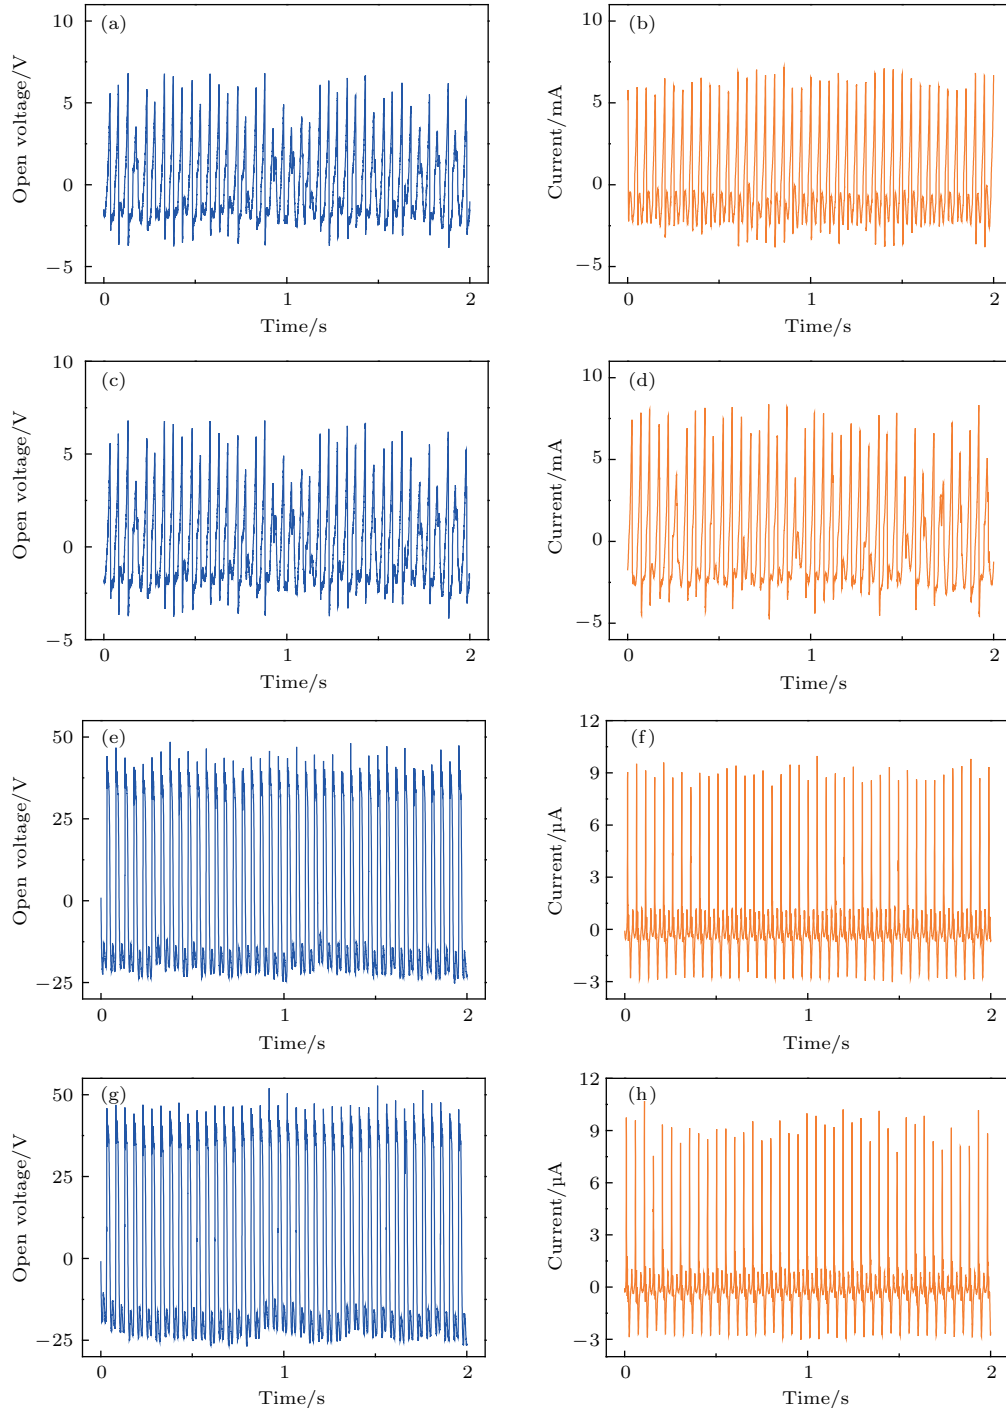 (a)
Open voltage/V
10
5
0
−5
0 1 2
Time/s
(b)
Current/mA
10
5
0
−5
0 1 2
Time/s
(c)
Open voltage/V
10
5
0
−5
0 1 2
Time/s
(d)
Current/mA
10
5
0
−5
0 1 2
Time/s
(e)
Open voltage/V
50
25
0
−25
0 1 2
Time/s
(f)
Current/μA
12
9
6
3
0
−3
0 1 2
Time/s
(g)
Open voltage/V
50
25
0
−25
0 1 2
Time/s
(h)
Current/μA
12
9
6
3
0
−3
0 1 2
Time/s